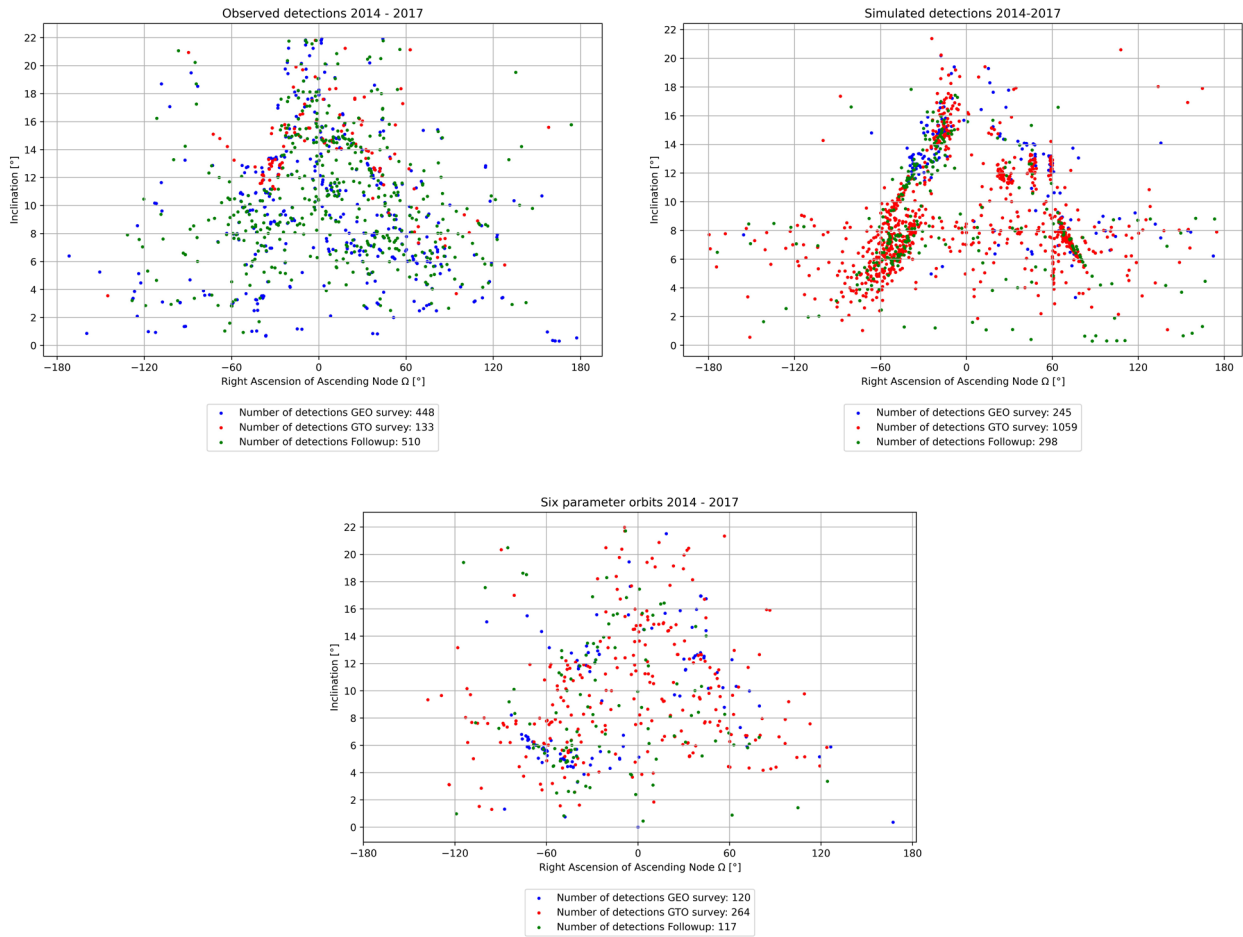 Observed detections 2014 - 2017
22
20
18
16
14
12
10
8
6
4
2
0
Inclination [°]
−180 −120 −60 0 60 120 180
Right Ascension of Ascending Node Ω [°]
Number of detections GEO survey: 448
Number of detections GTO survey: 133
Number of detections Followup: 510
Simulated detections 2014-2017
22
20
18
16
14
12
10
8
6
4
2
0
Inclination [°]
−180 −120 −60 0 60 120 180
Right Ascension of Ascending Node Ω [°]
Number of detections GEO survey: 245
Number of detections GTO survey: 1059
Number of detections Followup: 298
Six parameter orbits 2014 - 2017
22
20
18
16
14
12
10
8
6
4
2
0
Inclination [°]
−180 −120 −60 0 60 120 180
Right Ascension of Ascending Node Ω [°]
Number of detections GEO survey: 120
Number of detections GTO survey: 264
Number of detections Followup: 117